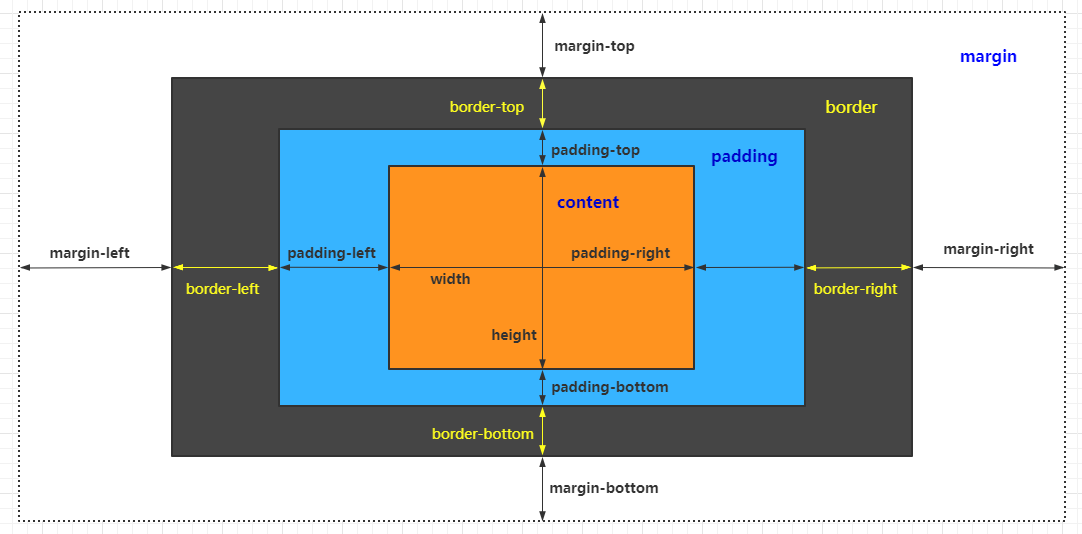 margin-top
margin
border-top
border
padding-top
padding
content
margin-left
padding-left
padding-right
margin-right
width
border-left
border-right
height
padding-bottom
border-bottom
margin-bottom